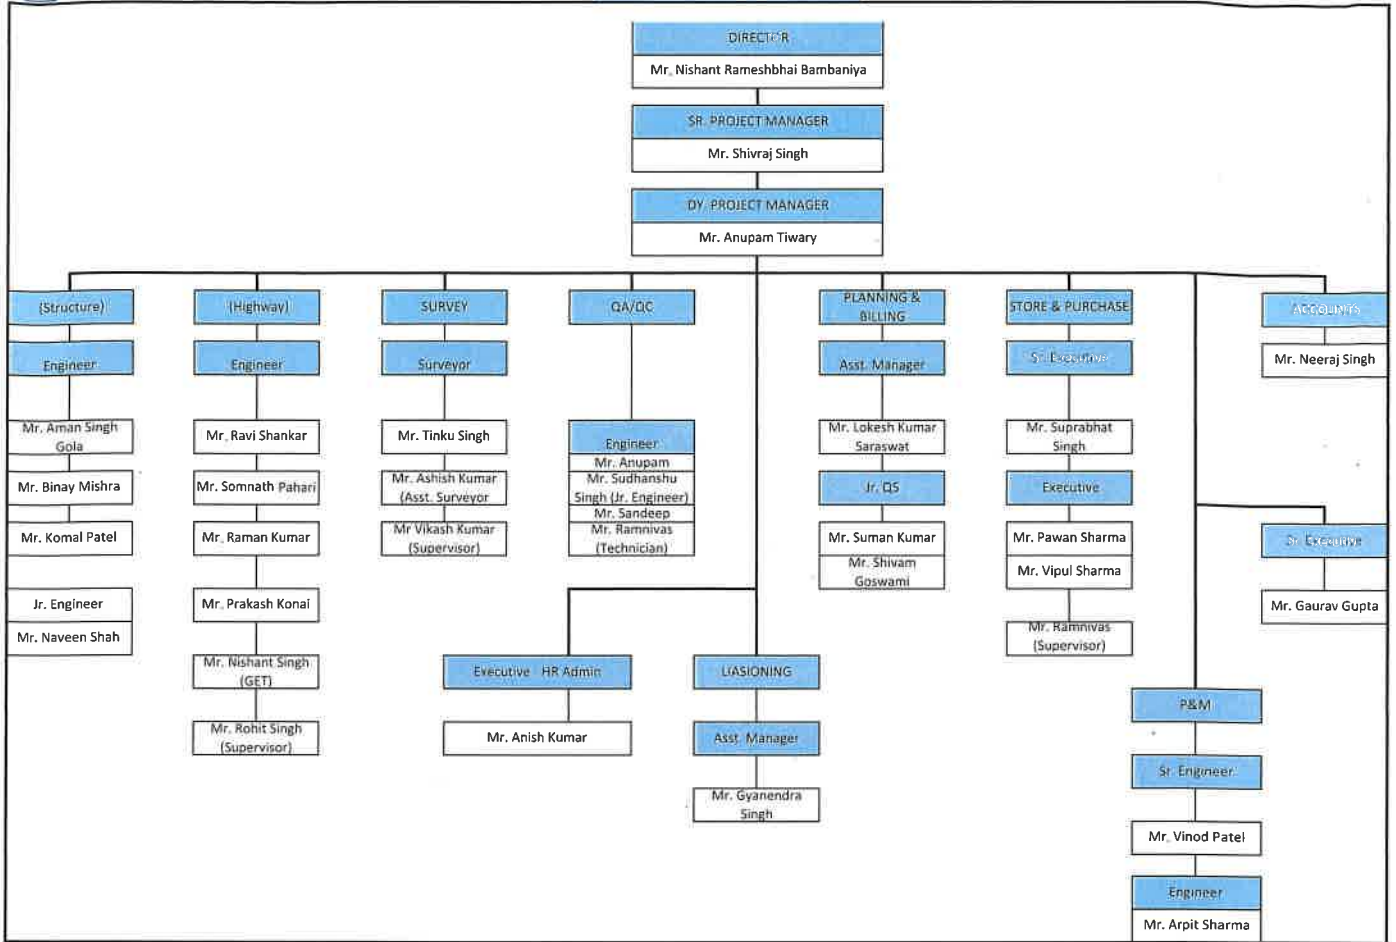 DIRECTOR
Mr. Nishant Rameshbhai Bambaniya
SR. PROJECT MANAGER
Mr. Shivraj Singh
DY. PROJECT MANAGER
Mr. Anupam Tiwary
(Structure)
Engineer
Mr. Aman Singh
Gola
Mr. Binay Mishra
Mr. Komal Patel
Jr. Engineer
Mr. Naveen Shah
(Highway)
Engineer
Mr. Ravi Shankar
Mr. Somnath Pahari
Mr. Raman Kumar
Mr. Prakash Konai
Mr. Nishant Singh
(GET)
Mr. Rohit Singh
(Supervisor)
SURVEY
Surveyor
Mr. Tinku Singh
Mr. Ashish Kumar
(Asst. Surveyor
Mr Vikash Kumar
(Supervisor)
QA/QC
Engineer
Mr. Anupam
Mr. Sudhanshu
Singh (Jr. Engineer)
Mr. Sandeep
Mr. Ramnivas
(Technician)
Executive HR Admin
Mr. Anish Kumar
LIASIONING
Asst. Manager
Mr. Gyanendra
Singh
PLANNING &
BILLING
Asst. Manager
Mr. Lokesh Kumar
Saraswat
Jr. QS
Mr. Suman Kumar
Mr. Shivam
Goswami
STORE & PURCHASE
Sr. Executive
Mr. Suprabhat
Singh
Executive
Mr. Pawan Sharma
Mr. Vipul Sharma
Mr. Ramnivas
(Supervisor)
P&M
Sr. Engineer
Mr. Vinod Patel
Engineer
Mr. Arpit Sharma
ACCOUNTS
Mr. Neeraj Singh
Sr. Executive
Mr. Gaurav Gupta